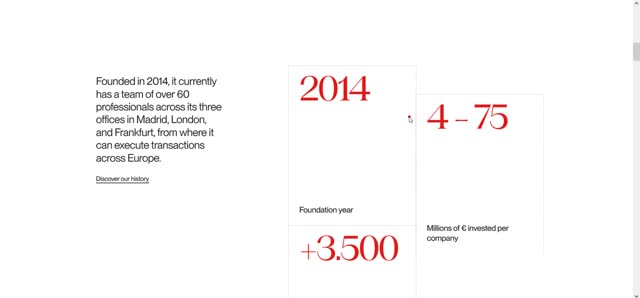 Founded in 2014, it currently
has a team of over 60
professionals across its three
offices in Madrid, London,
and Frankfurt, from where it
can execute transactions
across Europe.
Discover our history
2014
Foundation year
4 – 75
Millions of € invested per
company
+3.500